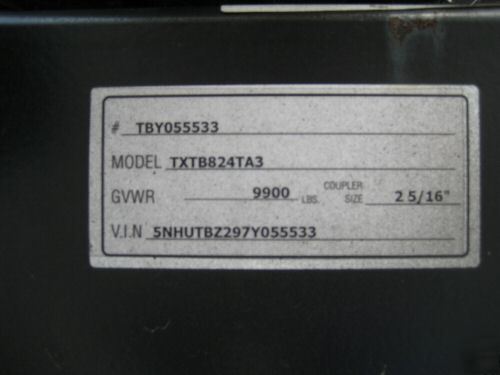 # TBY055533
MODEL TXTB824TA3
GVWR 9900 LBS. COUPLER SIZE 2 5/16"
V.I.N 5NHUTBZ297Y055533